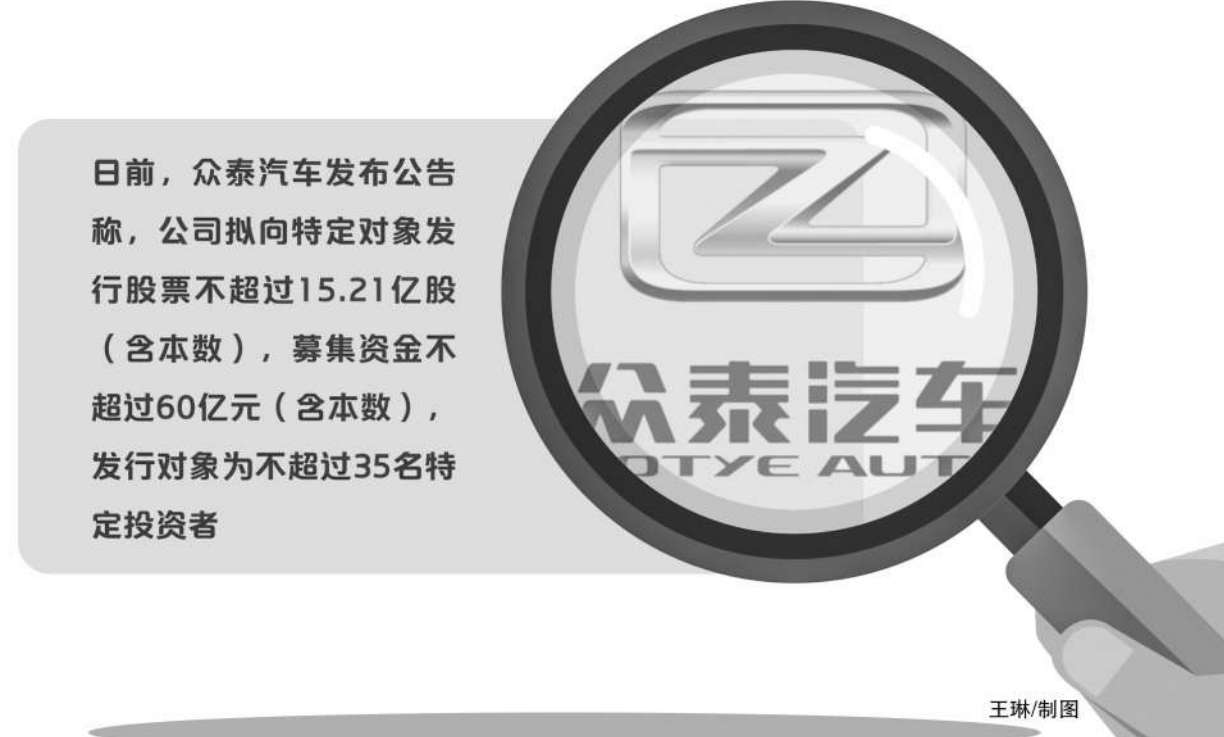 日前，众泰汽车发布公告
称，公司拟向特定对象发
行股票不超过15.21亿股
（含本数），募集资金不
超过60亿元（含本数），
发行对象为不超过35名特
定投资者
众泰汽车
OTYE AUT
王琳/制图